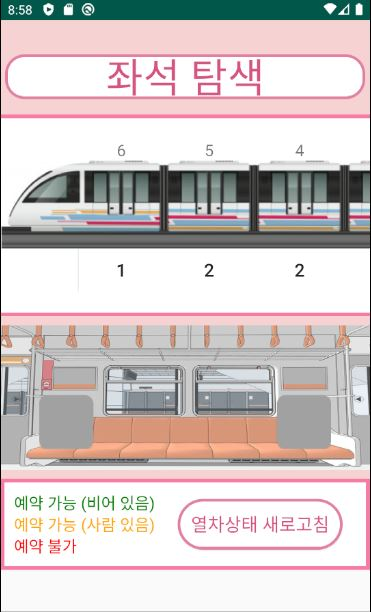 8:58
좌석 탐색
6 5 4
1 2 2
예약 가능 (비어 있음)
예약 가능 (사람 있음)
예약 불가
열차상태 새로고침